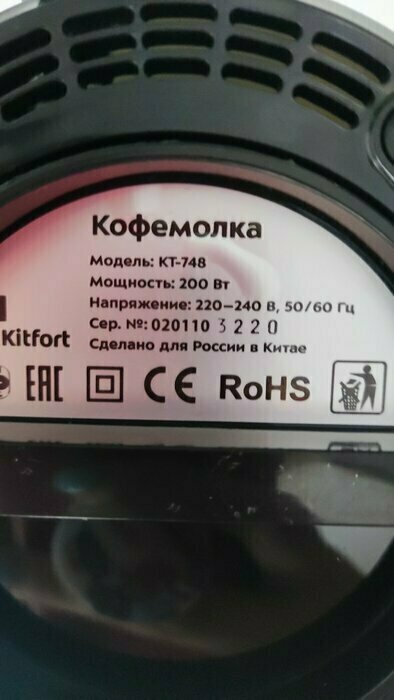 Кофемолка
Модель: КТ-748
Мощность: 200 Вт
Напряжение: 220–240 В, 50/60 Гц
Сер. №: 020110 3220
Сделано для России в Китае
Kitfort
EAC CE RoHS